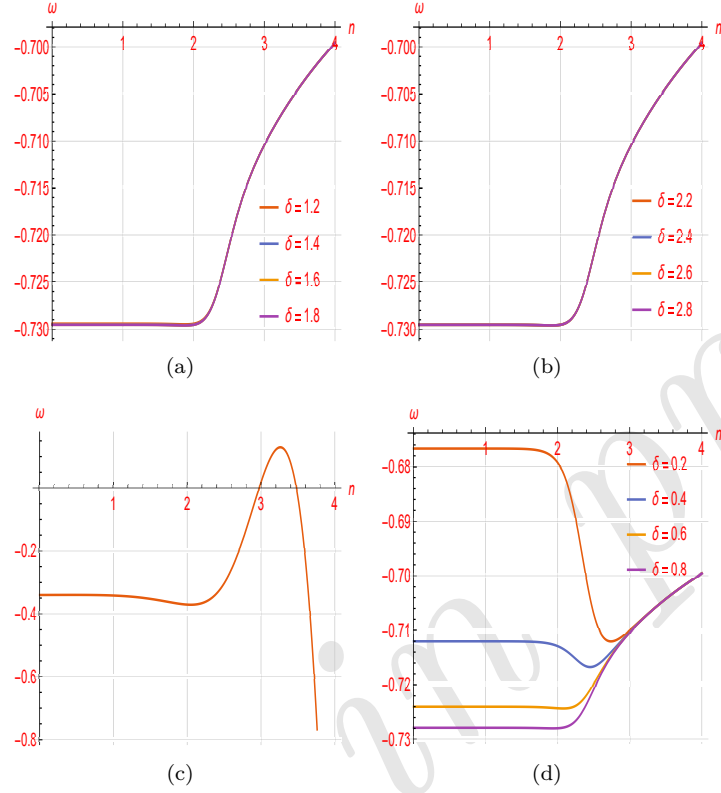 ω
n
1 2 3 4
-0.700
-0.705
-0.710
-0.715
-0.720
-0.725
-0.730
δ = 1.2
δ = 1.4
δ = 1.6
δ = 1.8
(a)
ω
n
1 2 3 4
-0.700
-0.705
-0.710
-0.715
-0.720
-0.725
-0.730
δ = 2.2
δ = 2.4
δ = 2.6
δ = 2.8
(b)
ω
n
1 2 3 4
-0.2
-0.4
-0.6
-0.8
(c)
ω
n
1 2 3 4
-0.68
-0.69
-0.70
-0.71
-0.72
-0.73
δ = 0.2
δ = 0.4
δ = 0.6
δ = 0.8
(d)